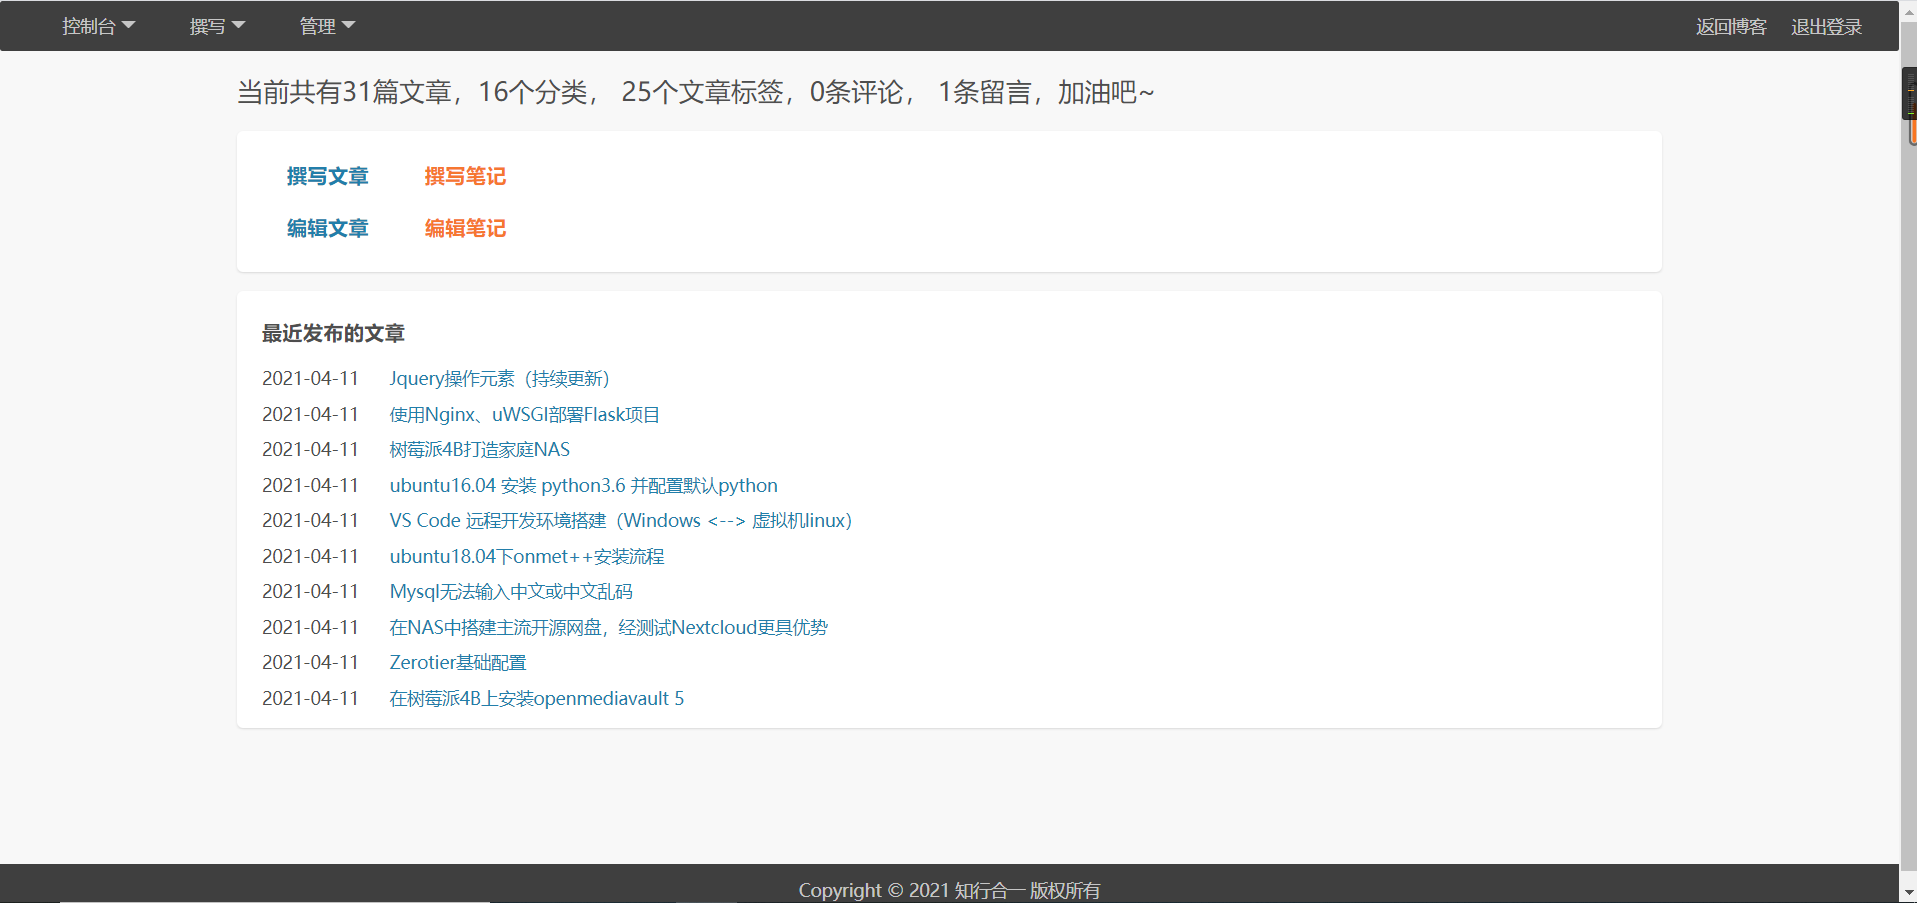 控制台 撰写 管理 返回博客 退出登录
当前共有31篇文章，16个分类， 25个文章标签，0条评论， 1条留言，加油吧~
撰写文章 撰写笔记
编辑文章 编辑笔记
最近发布的文章
2021-04-11 Jquery操作元素（持续更新）
2021-04-11 使用Nginx、uWSGI部署Flask项目
2021-04-11 树莓派4B打造家庭NAS
2021-04-11 ubuntu16.04 安装 python3.6 并配置默认python
2021-04-11 VS Code 远程开发环境搭建（Windows <--> 虚拟机linux）
2021-04-11 ubuntu18.04下onmet++安装流程
2021-04-11 Mysql无法输入中文或中文乱码
2021-04-11 在NAS中搭建主流开源网盘，经测试Nextcloud更具优势
2021-04-11 Zerotier基础配置
2021-04-11 在树莓派4B上安装openmediavault 5
Copyright © 2021 知行合一 版权所有